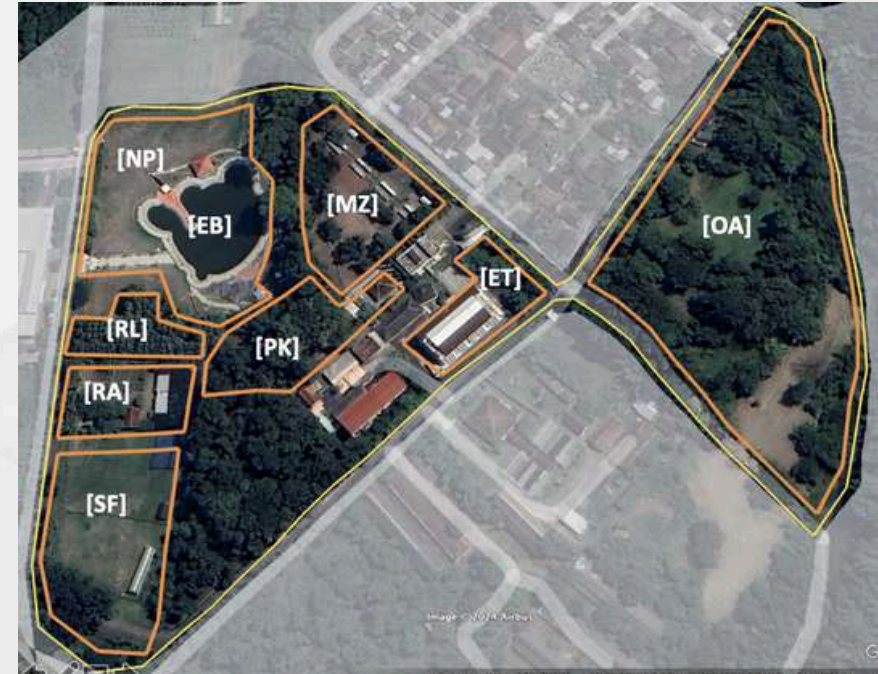 [NP]
[EB]
[MZ]
[OA]
[ET]
[RL]
[PK]
[RA]
[SF]
Image © 2024 Airbus
G